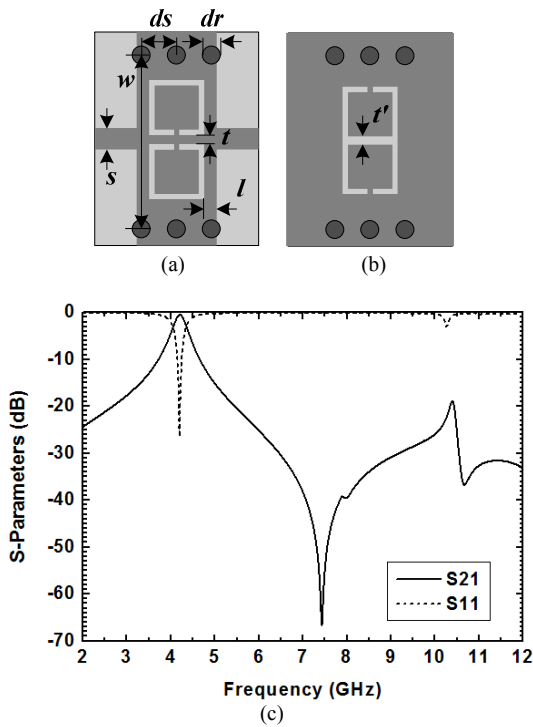 ds dr
w
t
s
l
t'
(a) (b)
0
-10
-20
-30
-40
-50
-60
-70
S-Parameters (dB)
S21
S11
2 3 4 5 6 7 8 9 10 11 12
Frequency (GHz)
(c)